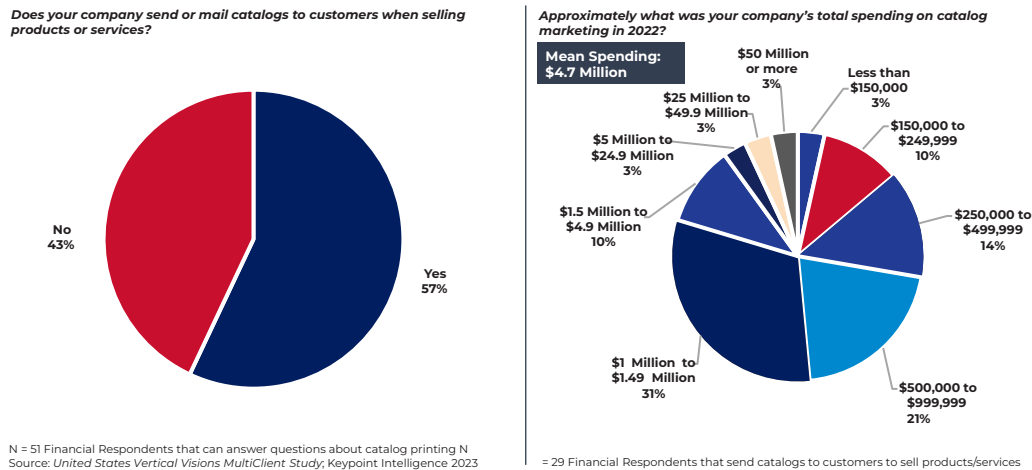 Does your company send or mail catalogs to customers when selling
products or services?
No
43%
Yes
57%
N = 51 Financial Respondents that can answer questions about catalog printing N
Source: United States Vertical Visions MultiClient Study; Keypoint Intelligence 2023
Approximately what was your company's total spending on catalog
marketing in 2022?
Mean Spending:
$4.7 Million
$50 Million
or more
3%
Less than
$150,000
3%
$150,000 to
$249,999
10%
$250,000 to
$499,999
14%
$500,000 to
$999,999
21%
$1 Million to
$1.49 Million
31%
$1.5 Million to
$4.9 Million
10%
$5 Million to
$24.9 Million
3%
$25 Million to
$49.9 Million
3%
= 29 Financial Respondents that send catalogs to customers to sell products/services